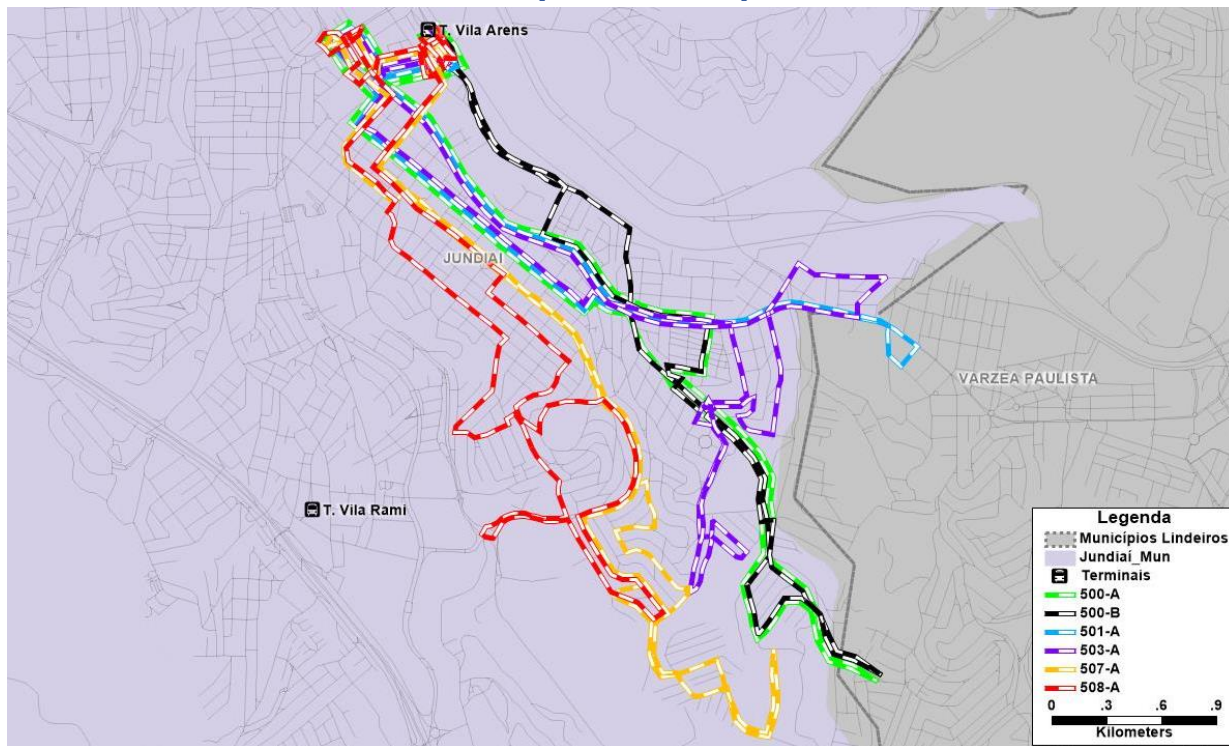 T. Vila Arens
JUNDIAI
VARZEA PAULISTA
T. Vila Rami
Legenda
Municípios Lindeiros
Jundiaí_Mun
Terminais
500-A
500-B
501-A
503-A
507-A
508-A
0 .3 .6 .9
Kilometers